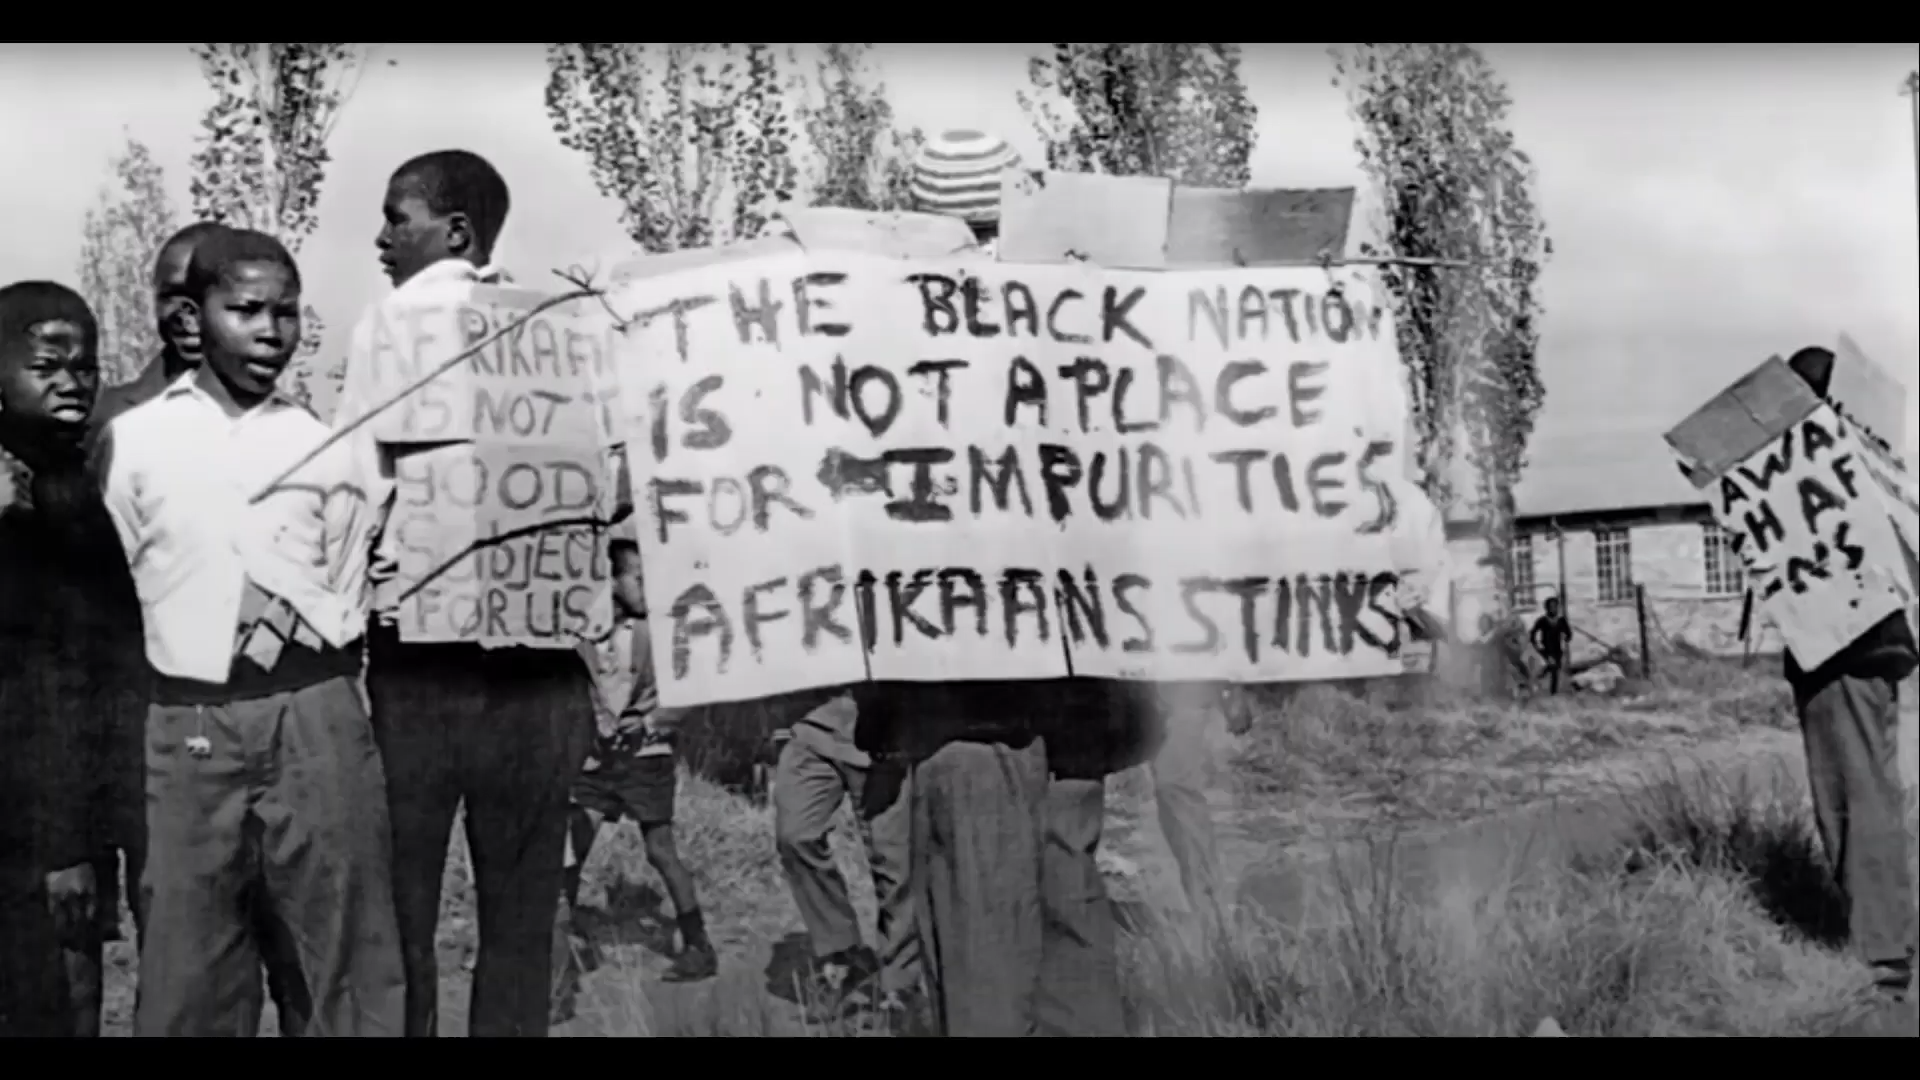 THE BLACK NATION
IS NOT A PLACE
FOR IMPURITIES
AFRIKAANS STINKS
IS NOT
GOOD
SUbjECT
FOR US.